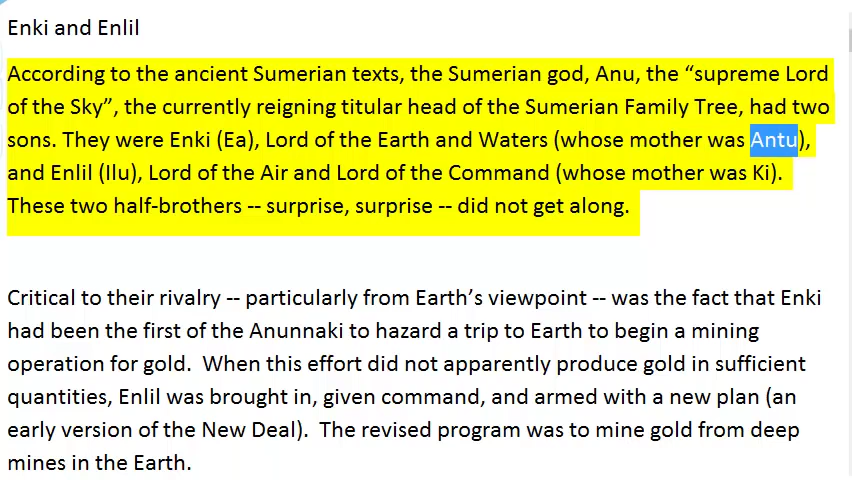 Enki and Enlil
According to the ancient Sumerian texts, the Sumerian god, Anu, the “supreme Lord
of the Sky”, the currently reigning titular head of the Sumerian Family Tree, had two
sons. They were Enki (Ea), Lord of the Earth and Waters (whose mother was Antu),
and Enlil (Ilu), Lord of the Air and Lord of the Command (whose mother was Ki).
These two half-brothers -- surprise, surprise -- did not get along.
Critical to their rivalry -- particularly from Earth’s viewpoint -- was the fact that Enki
had been the first of the Anunnaki to hazard a trip to Earth to begin a mining
operation for gold.  When this effort did not apparently produce gold in sufficient
quantities, Enlil was brought in, given command, and armed with a new plan (an
early version of the New Deal).  The revised program was to mine gold from deep
mines in the Earth.